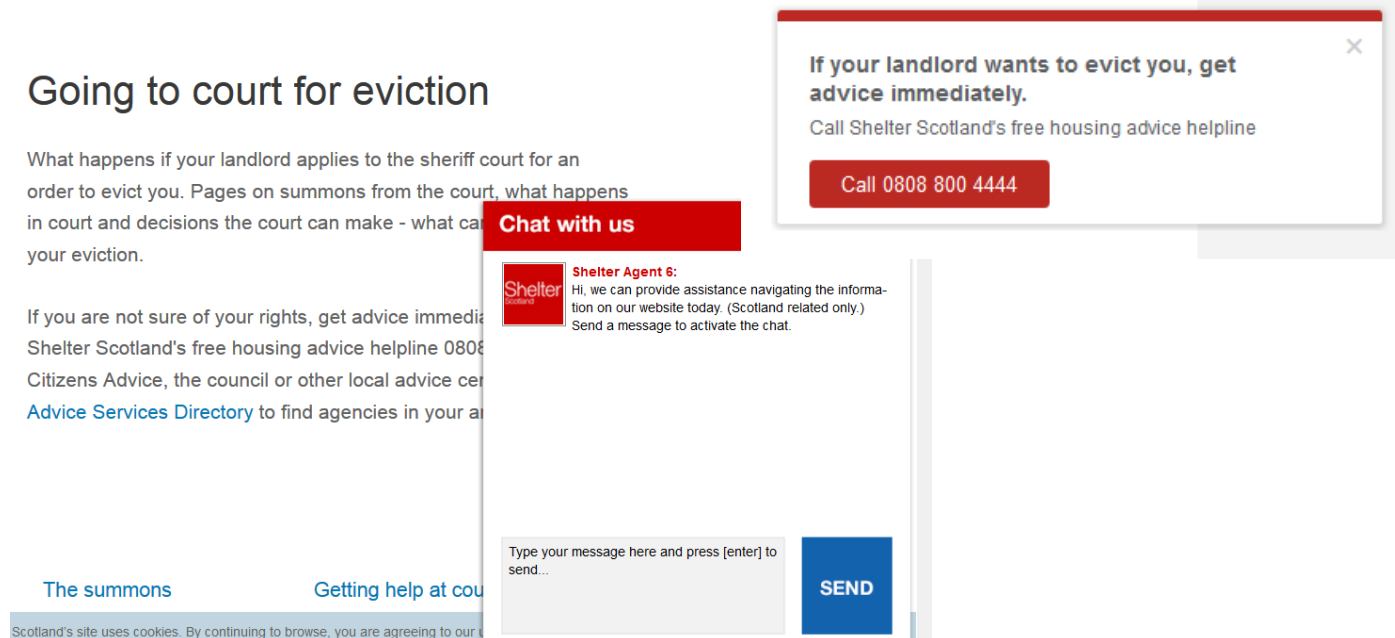 Going to court for eviction
What happens if your landlord applies to the sheriff court for an
order to evict you. Pages on summons from the court, what happens
in court and decisions the court can make - what
your eviction.
If you are not sure of your rights, get advice
Shelter Scotland's free housing advice helpline
Citizens Advice, the council or other local advice
Advice Services Directory to find agencies in your
The summons
Getting help at
Scotland's site uses cookies. By continuing to browse, you are agreeing to our
If your landlord wants to evict you, get
advice immediately.
Call Shelter Scotland's free housing advice helpline
Call 0808 800 4444
Chat with us
Shelter
Scotland
Shelter Agent 6:
Hi, we can provide assistance navigating the informa-
tion on our website today. (Scotland related only.)
Send a message to activate the chat.
Type your message here and press [enter] to
send...
SEND